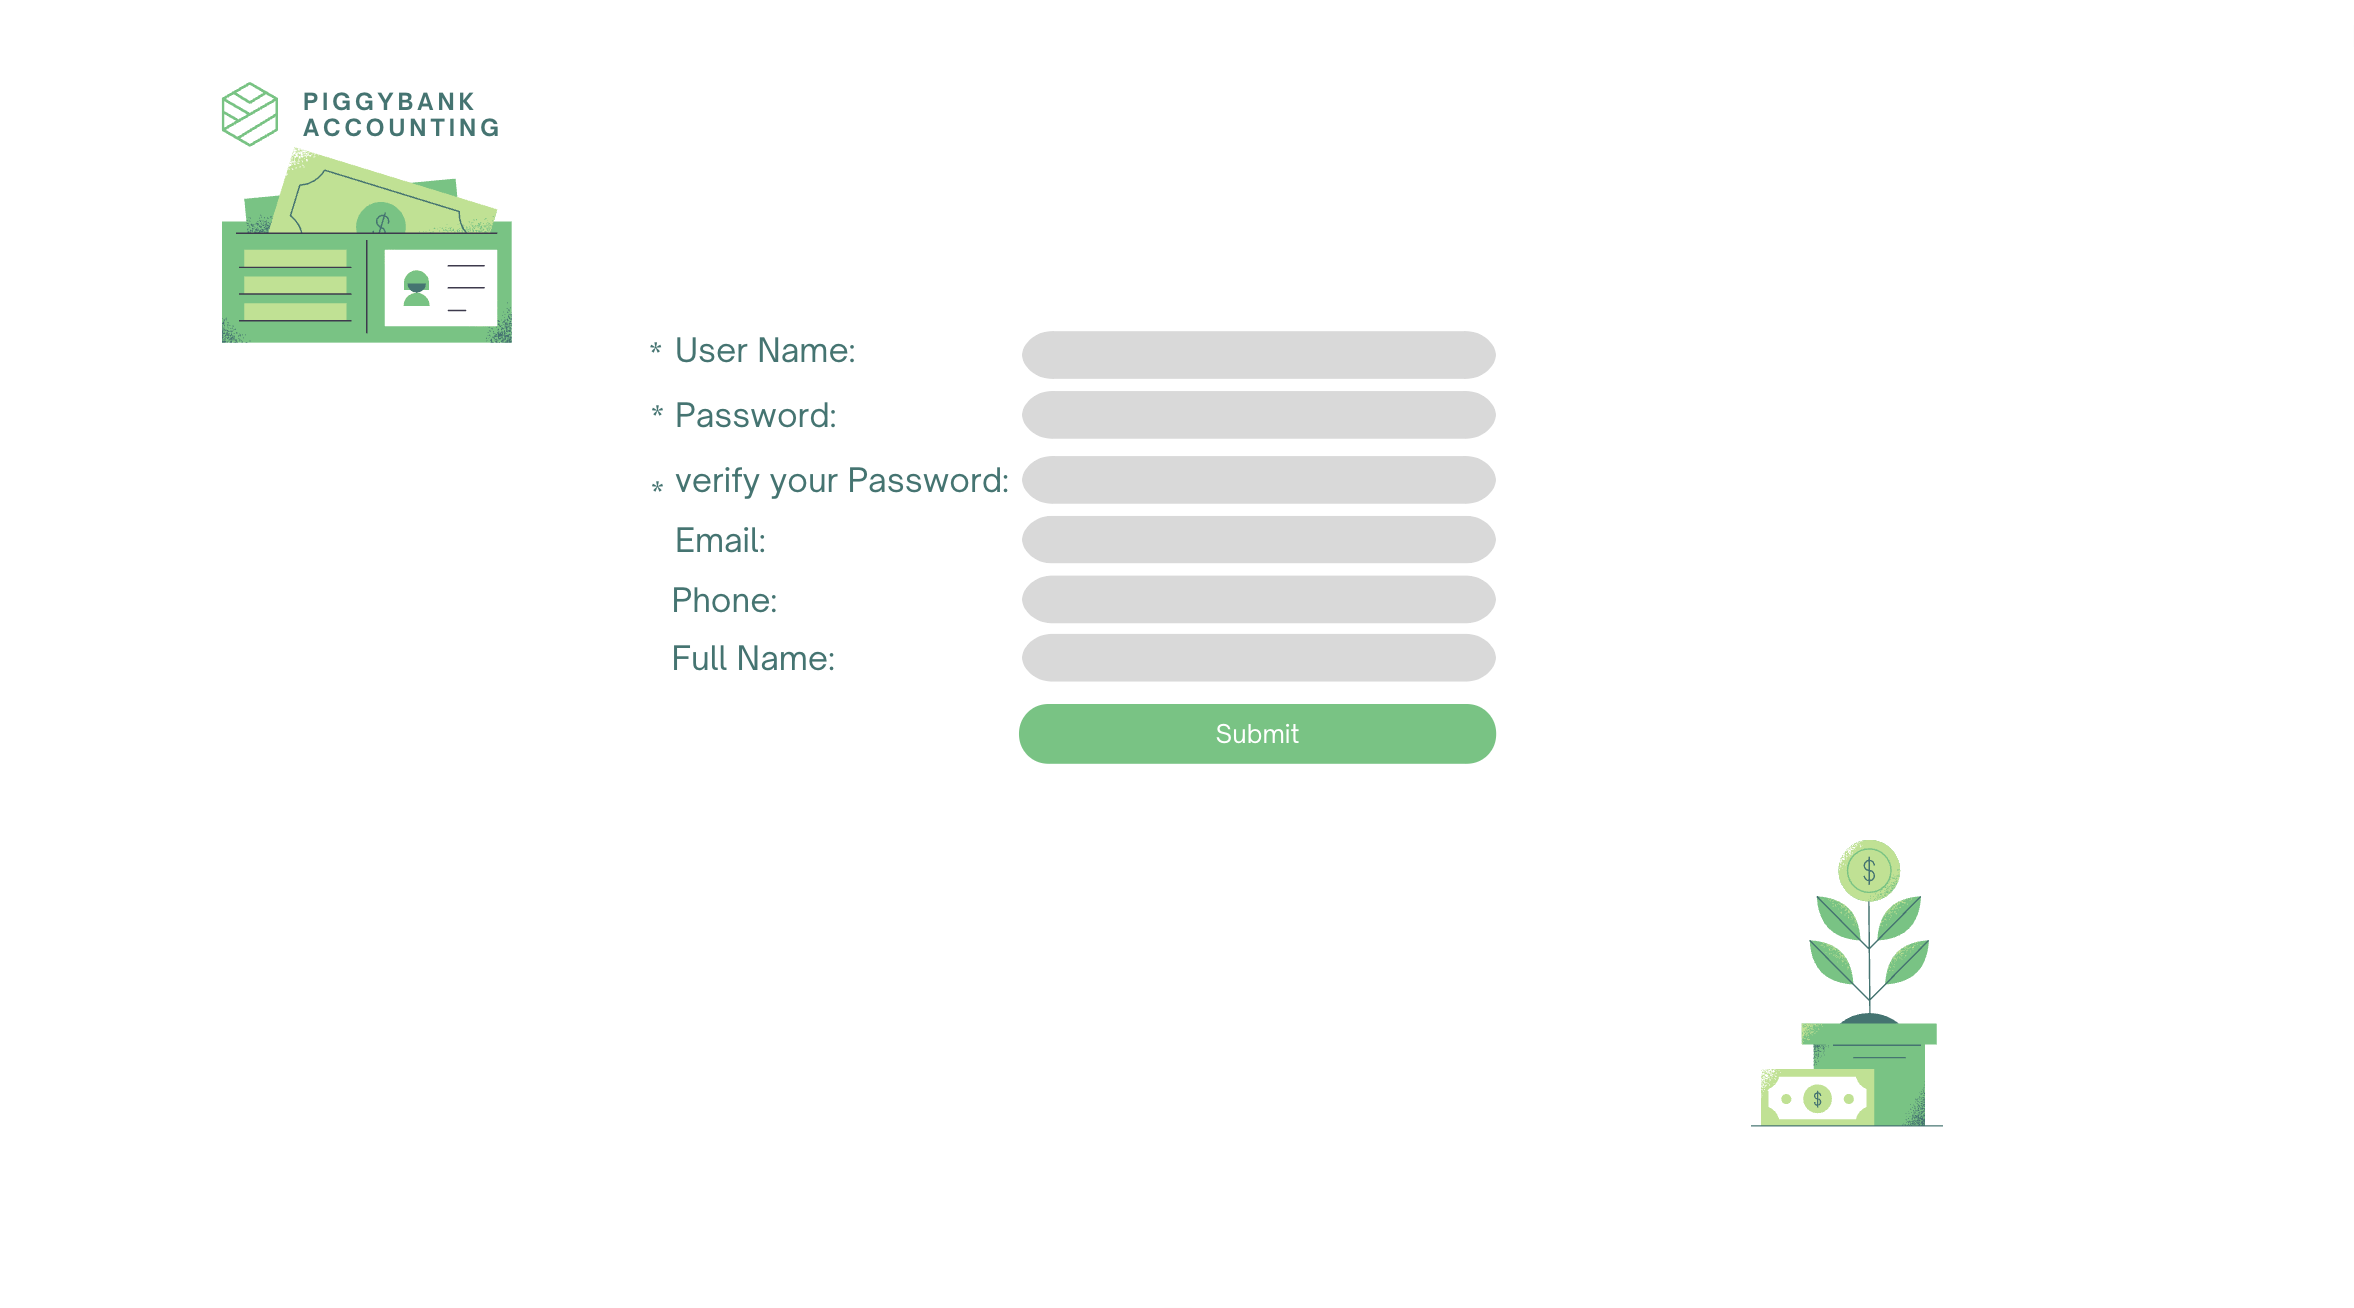 PIGGYBANK
ACCOUNTING
$
* User Name:
* Password:
* verify your Password:
Email:
Phone:
Full Name:
Submit
$
$